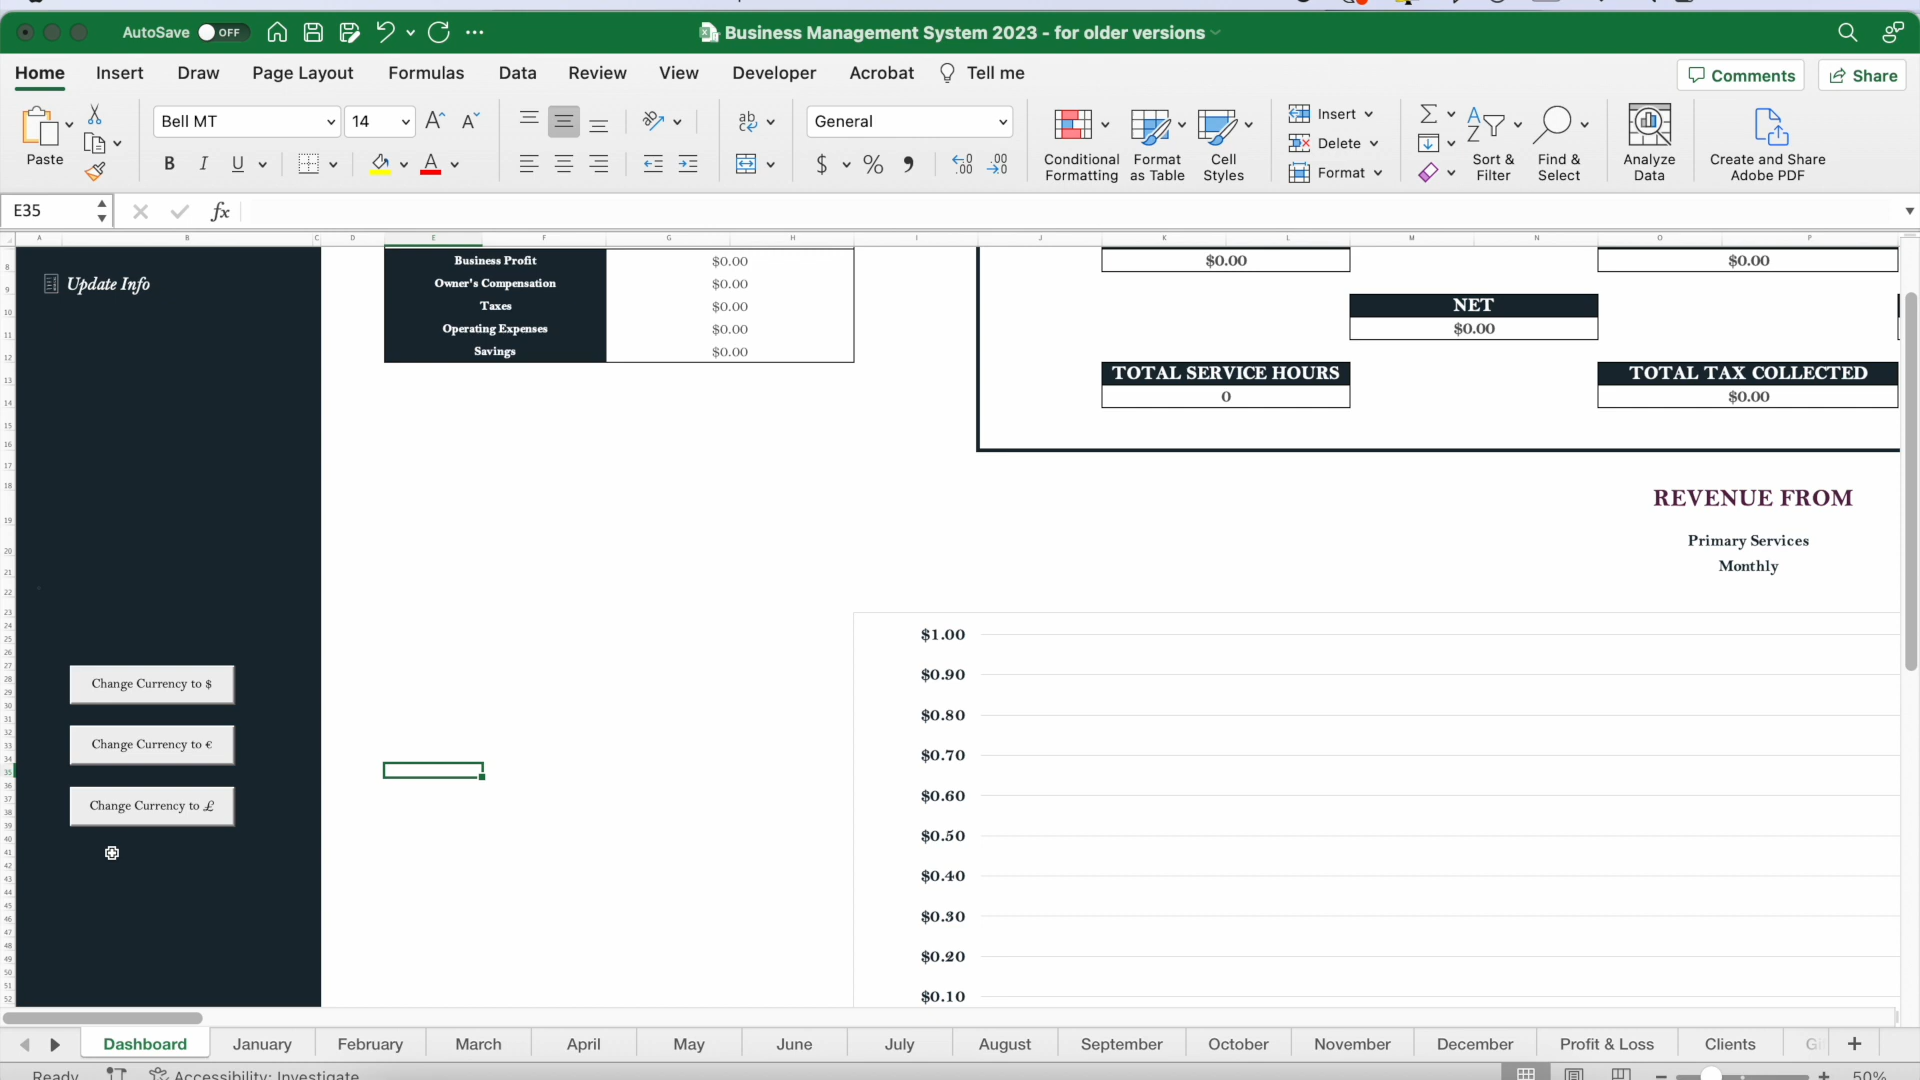 AutoSave OFF
Business Management System 2023 - for older versions
Home Insert Draw Page Layout Formulas Data Review View Developer Acrobat Tell me
Comments Share
Paste
Bell MT 14
General
Conditional Formatting
Format as Table
Cell Styles
Insert
Delete
Format
Sort & Filter
Find & Select
Analyze Data
Create and Share Adobe PDF
E35
fx
A B C D E F G H I J K L M N O P
Update Info
Business Profit $0.00
Owner's Compensation $0.00
Taxes $0.00
Operating Expenses $0.00
Savings $0.00
$0.00
$0.00
NET
$0.00
TOTAL SERVICE HOURS
0
TOTAL TAX COLLECTED
$0.00
REVENUE FROM
Primary Services
Monthly
Change Currency to $
Change Currency to €
Change Currency to £
$1.00
$0.90
$0.80
$0.70
$0.60
$0.50
$0.40
$0.30
$0.20
$0.10
Dashboard January February March April May June July August September October November December Profit & Loss Clients
Ready
Accessibility: Investigate
50%